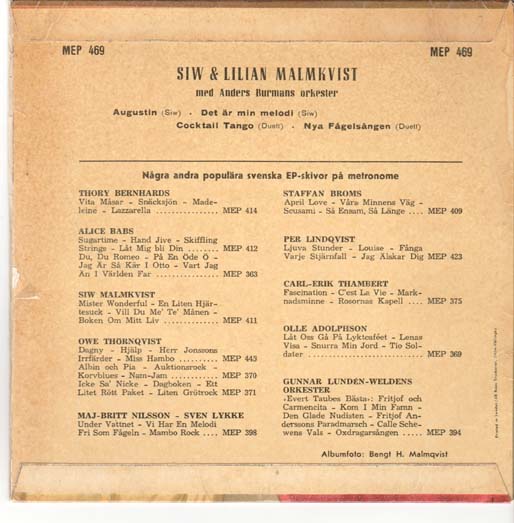 MEP 469
MEP 469
SIW & LILIAN MALMKVIST
med Anders Burmans orkester
Augustin (Siw) . Det är min melodi (Siw)
Cocktail Tango (Duett) . Nya Fågelsången (Duett)
Några andra populära svenska EP-skivor på metronome
THORY BERNHARDS
Vita Måsar - Snäcksjön - Made-
leine - Lazzarella ............... MEP 414
ALICE BABS
Sugartime - Hand Jive - Skiffling
Strings - Låt Mig bli Din ....... MEP 412
Du, Du Romeo - På En Öde Ö -
Jag Är Så Kär I Otto - Vart Jag
Än I Världen Far ................ MEP 363
SIW MALMKVIST
Mister Wonderful - En Liten Hjär-
tesuck - Vill Du Me' Te' Månen -
Boken Om Mitt Liv .............. MEP 411
OWE THÖRNQVIST
Dagny - Hjälp - Herr Jonsons
Irrfärder - Miss Hambo .......... MEP 443
Albin och Pia - Auktionsrock -
Korvblues - Nam-Jam ........... MEP 370
Icke Sa' Nicke - Dagboken - Ett
Litet Rött Paket - Liten Grötrock MEP 371
MAJ-BRITT NILSSON - SVEN LYKKE
Under Vattnet - Vi Har En Melodi
Fri Som Fågeln - Mambo Rock .... MEP 398
STAFFAN BROMS
April Love - Våra Minnens Väg -
Scusami - Så Ensam, Så Länge .... MEP 409
PER LINDQVIST
Ljuva Stunder - Louise - Fånga
Varje Stjärnfall - Jag Älskar Dig MEP 423
CARL-ERIK THAMBERT
Fascination - C'est La Vie - Mark-
nadsminne - Rosornas Kapell .... MEP 375
OLLE ADOLPHSON
Låt Oss Gå På Lyktcaféet - Lenas
Visa - Snurra Min Jord - Tio Sol-
dater .......................... MEP 369
GUNNAR LUNDÉN-WELDENS
ORKESTER
»Evert Taubes Bästa»: Fritjof och
Carmencita - Kom I Min Famn -
Den Glade Nudisten - Fritjof An-
derssons Paradmarsch - Calle Sche-
wens Vals - Oxdragarsången ..... MEP 394
Albumfoto: Bengt H. Malmqvist